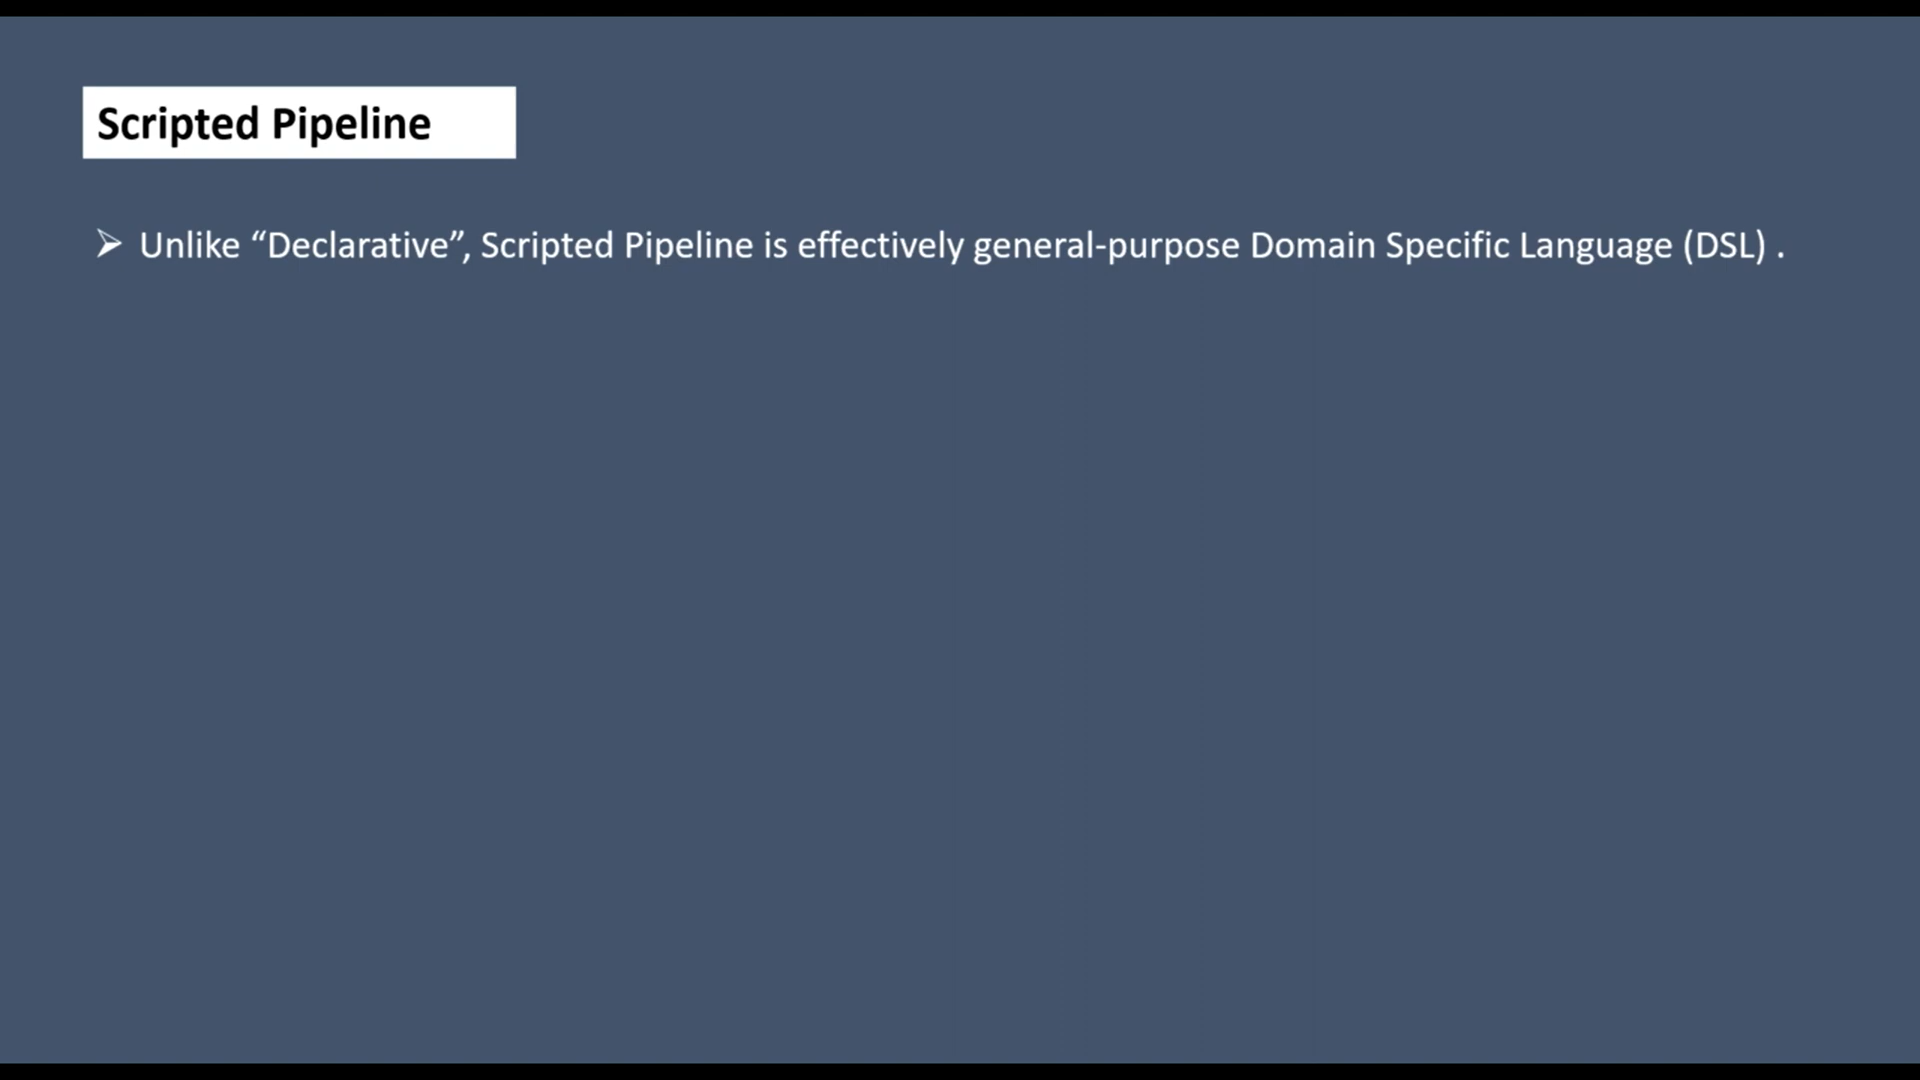 Scripted Pipeline
➢ Unlike “Declarative”, Scripted Pipeline is effectively general-purpose Domain Specific Language (DSL) .